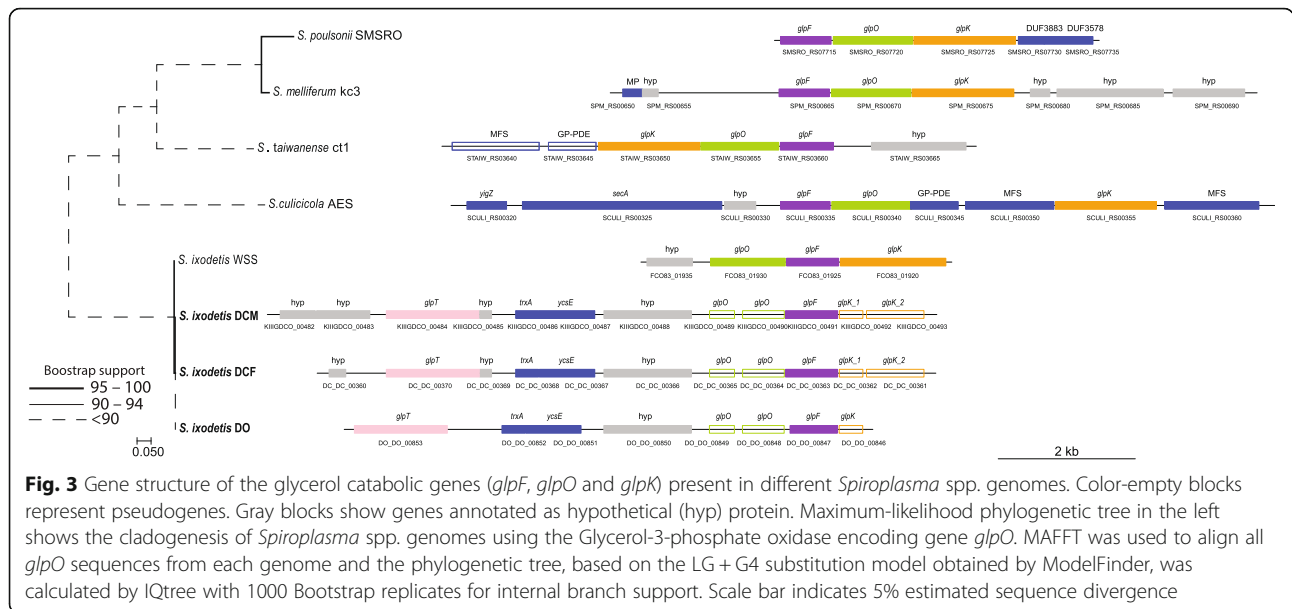 glpF glpO glpK DUF3883 DUF3578
S. poulsonii SMSRO
SMSRO_RS07715 SMSRO_RS07720 SMSRO_RS07725 SMSRO_RS07730 SMSRO_RS07735
MP hyp glpF glpO glpK hyp hyp hyp
S. melliferum kc3
SPM_RS00650 SPM_RS00655 SPM_RS00665 SPM_RS00670 SPM_RS00675 SPM_RS00680 SPM_RS00685 SPM_RS00690
MFS GP-PDE glpK glpO glpF hyp
S. taiwanense ct1
STAIW_RS03640 STAIW_RS03645 STAIW_RS03650 STAIW_RS03655 STAIW_RS03660 STAIW_RS03665
yigZ secA hyp glpF glpO GP-PDE MFS glpK MFS
S.culicicola AES
SCULI_RS00320 SCULI_RS00325 SCULI_RS00330 SCULI_RS00335 SCULI_RS00340 SCULI_RS00345 SCULI_RS00350 SCULI_RS00355 SCULI_RS00360
hyp glpO glpF glpK
S. ixodetis WSS
FCO83_01935 FCO83_01930 FCO83_01925 FCO83_01920
hyp hyp glpT hyp trxA ycsE hyp glpO glpO glpF glpK_1 glpK_2
S. ixodetis DCM
KIIIGDCO_00482 KIIIGDCO_00483 KIIIGDCO_00484 KIIIGDCO_00485 KIIIGDCO_00486 KIIIGDCO_00487 KIIIGDCO_00488 KIIIGDCO_00489 KIIIGDCO_00490 KIIIGDCO_00491 KIIIGDCO_00492 KIIIGDCO_00493
hyp glpT hyp trxA ycsE hyp glpO glpO glpF glpK_1 glpK_2
S. ixodetis DCF
DC_DC_00360 DC_DC_00370 DC_DC_00369 DC_DC_00368 DC_DC_00367 DC_DC_00366 DC_DC_00365 DC_DC_00364 DC_DC_00363 DC_DC_00362 DC_DC_00361
glpT trxA ycsE hyp glpO glpO glpF glpK
S. ixodetis DO
DO_DO_00853 DO_DO_00852 DO_DO_00851 DO_DO_00850 DO_DO_00849 DO_DO_00848 DO_DO_00847 DO_DO_00846
Boostrap support
95 – 100
90 – 94
<90
0.050
2 kb
Fig. 3 Gene structure of the glycerol catabolic genes (glpF, glpO and glpK) present in different Spiroplasma spp. genomes. Color-empty blocks
represent pseudogenes. Gray blocks show genes annotated as hypothetical (hyp) protein. Maximum-likelihood phylogenetic tree in the left
shows the cladogenesis of Spiroplasma spp. genomes using the Glycerol-3-phosphate oxidase encoding gene glpO. MAFFT was used to align all
glpO sequences from each genome and the phylogenetic tree, based on the LG + G4 substitution model obtained by ModelFinder, was
calculated by IQtree with 1000 Bootstrap replicates for internal branch support. Scale bar indicates 5% estimated sequence divergence